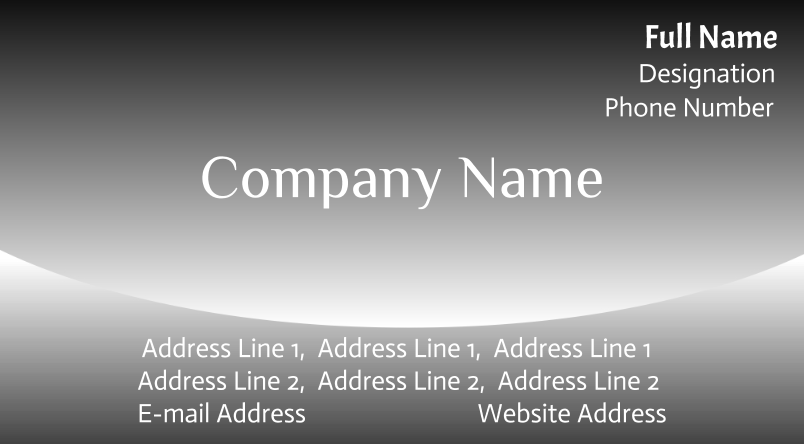 Full Name
Designation
Phone Number
Company Name
Address Line 1, Address Line 1, Address Line 1
Address Line 2, Address Line 2, Address Line 2
E-mail Address Website Address